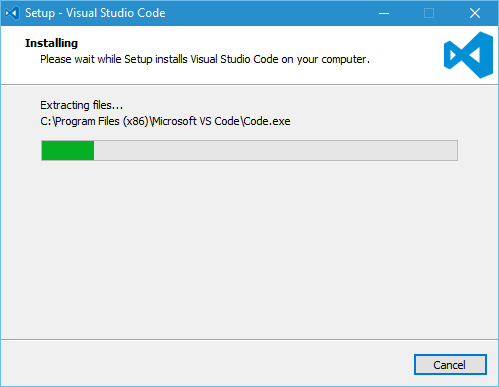 Setup - Visual Studio Code
Installing
Please wait while Setup installs Visual Studio Code on your computer.
Extracting files...
C:\Program Files (x86)\Microsoft VS Code\Code.exe
Cancel